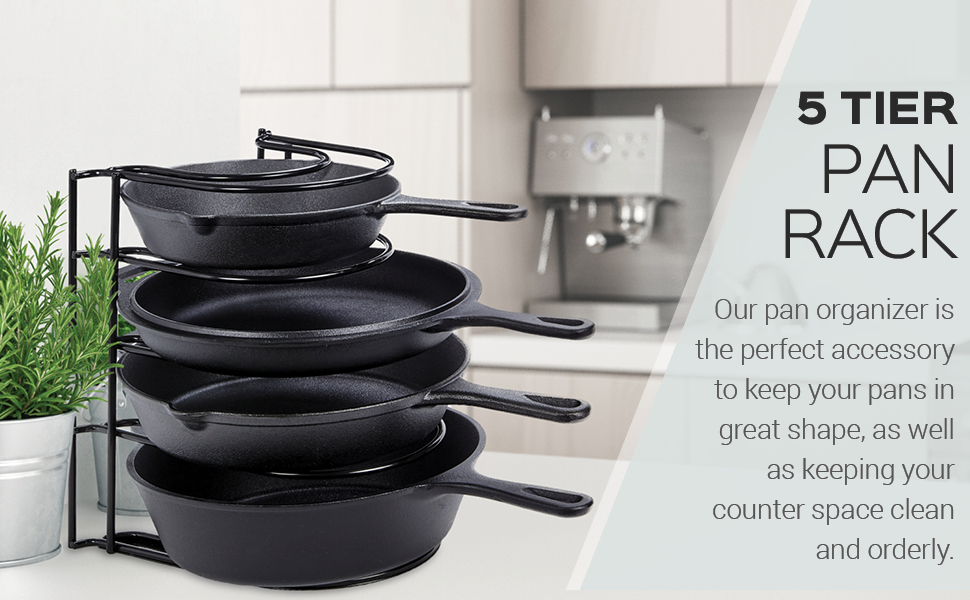 5 TIER
PAN
RACK
Our pan organizer is
the perfect accessory
to keep your pans in
great shape, as well
as keeping your
counter space clean
and orderly.